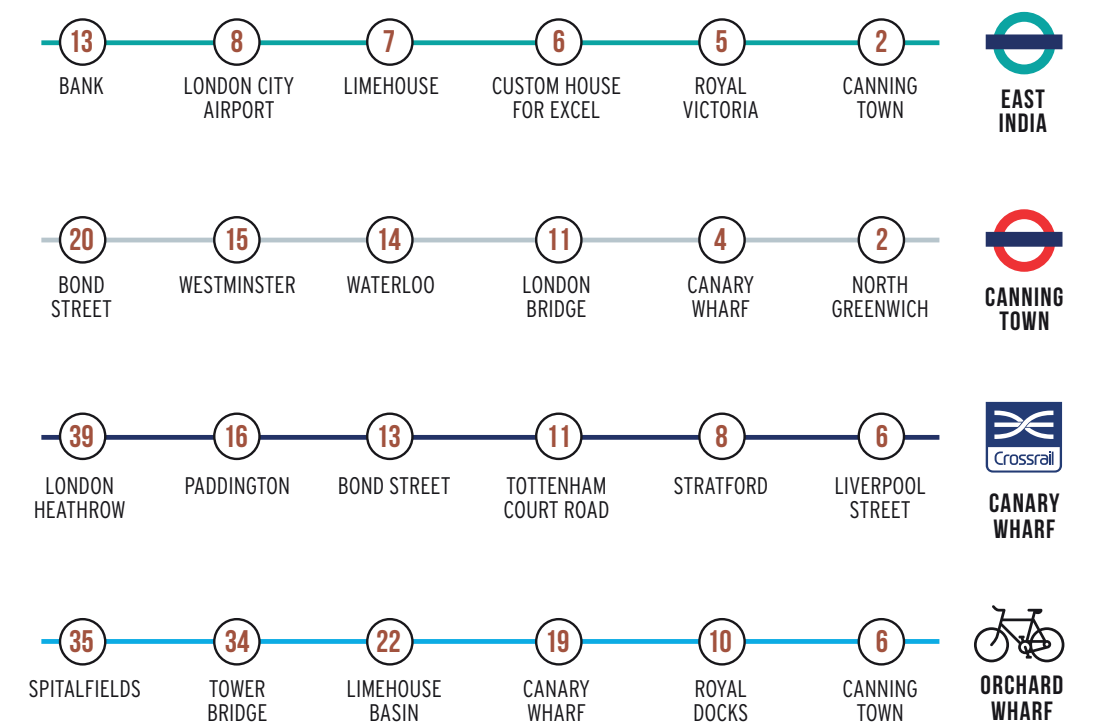 13 8 7 6 5 2
BANK LONDON CITY LIMEHOUSE CUSTOM HOUSE ROYAL CANNING
AIRPORT FOR EXCEL VICTORIA TOWN
EAST
INDIA
20 15 14 11 4 2
BOND WESTMINSTER WATERLOO LONDON CANARY NORTH
STREET BRIDGE WHARF GREENWICH
CANNING
TOWN
39 16 13 11 8 6
Crossrail
LONDON PADDINGTON BOND STREET TOTTENHAM STRATFORD LIVERPOOL
HEATHROW COURT ROAD STREET
CANARY
WHARF
35 34 22 19 10 6
SPITALFIELDS TOWER LIMEHOUSE CANARY ROYAL CANNING
BRIDGE BASIN WHARF DOCKS TOWN
ORCHARD
WHARF